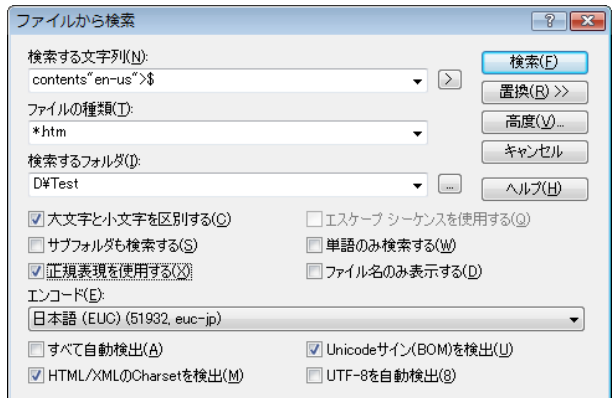 ファイルから検索
検索する文字列(N):
contents"en-us">$
>
検索(F)
置換(R) >>
ファイルの種類(T):
*.htm
高度(V)...
キャンセル
検索するフォルダ(I):
D¥Test
...
ヘルプ(H)
大文字と小文字を区別する(C)
エスケープ シーケンスを使用する(Q)
サブフォルダも検索する(S)
単語のみ検索する(W)
正規表現を使用する(X)
ファイル名のみ表示する(D)
エンコード(E):
日本語 (EUC) (51932, euc-jp)
すべて自動検出(A)
Unicodeサイン(BOM)を検出(U)
HTML/XMLのCharsetを検出(M)
UTF-8を自動検出(8)